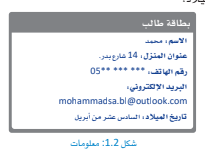 بطاقة طالب
الاسم: محمد
عنوان المنزل: 14 شارع بدر.
رقم الهاتف: *** *** **05
البريد الإلكتروني:
mohammadsa.bl@outlook.com
تاريخ الميلاد: السادس عشر من أبريل
شكل 1.2: معلومات